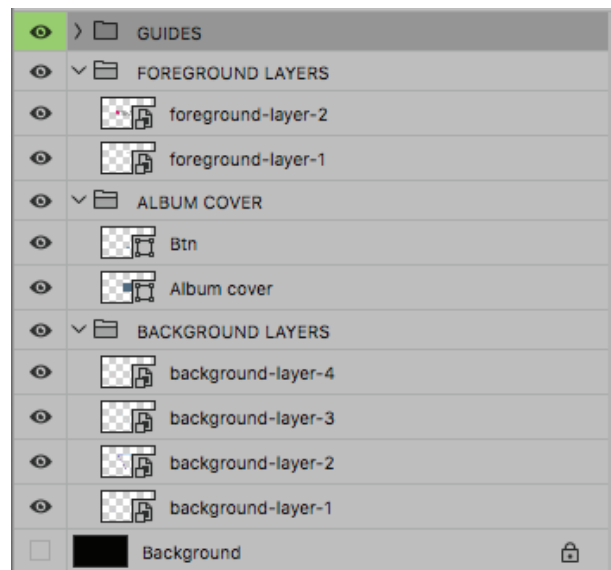 GUIDES
FOREGROUND LAYERS
foreground-layer-2
foreground-layer-1
ALBUM COVER
Btn
Album cover
BACKGROUND LAYERS
background-layer-4
background-layer-3
background-layer-2
background-layer-1
Background